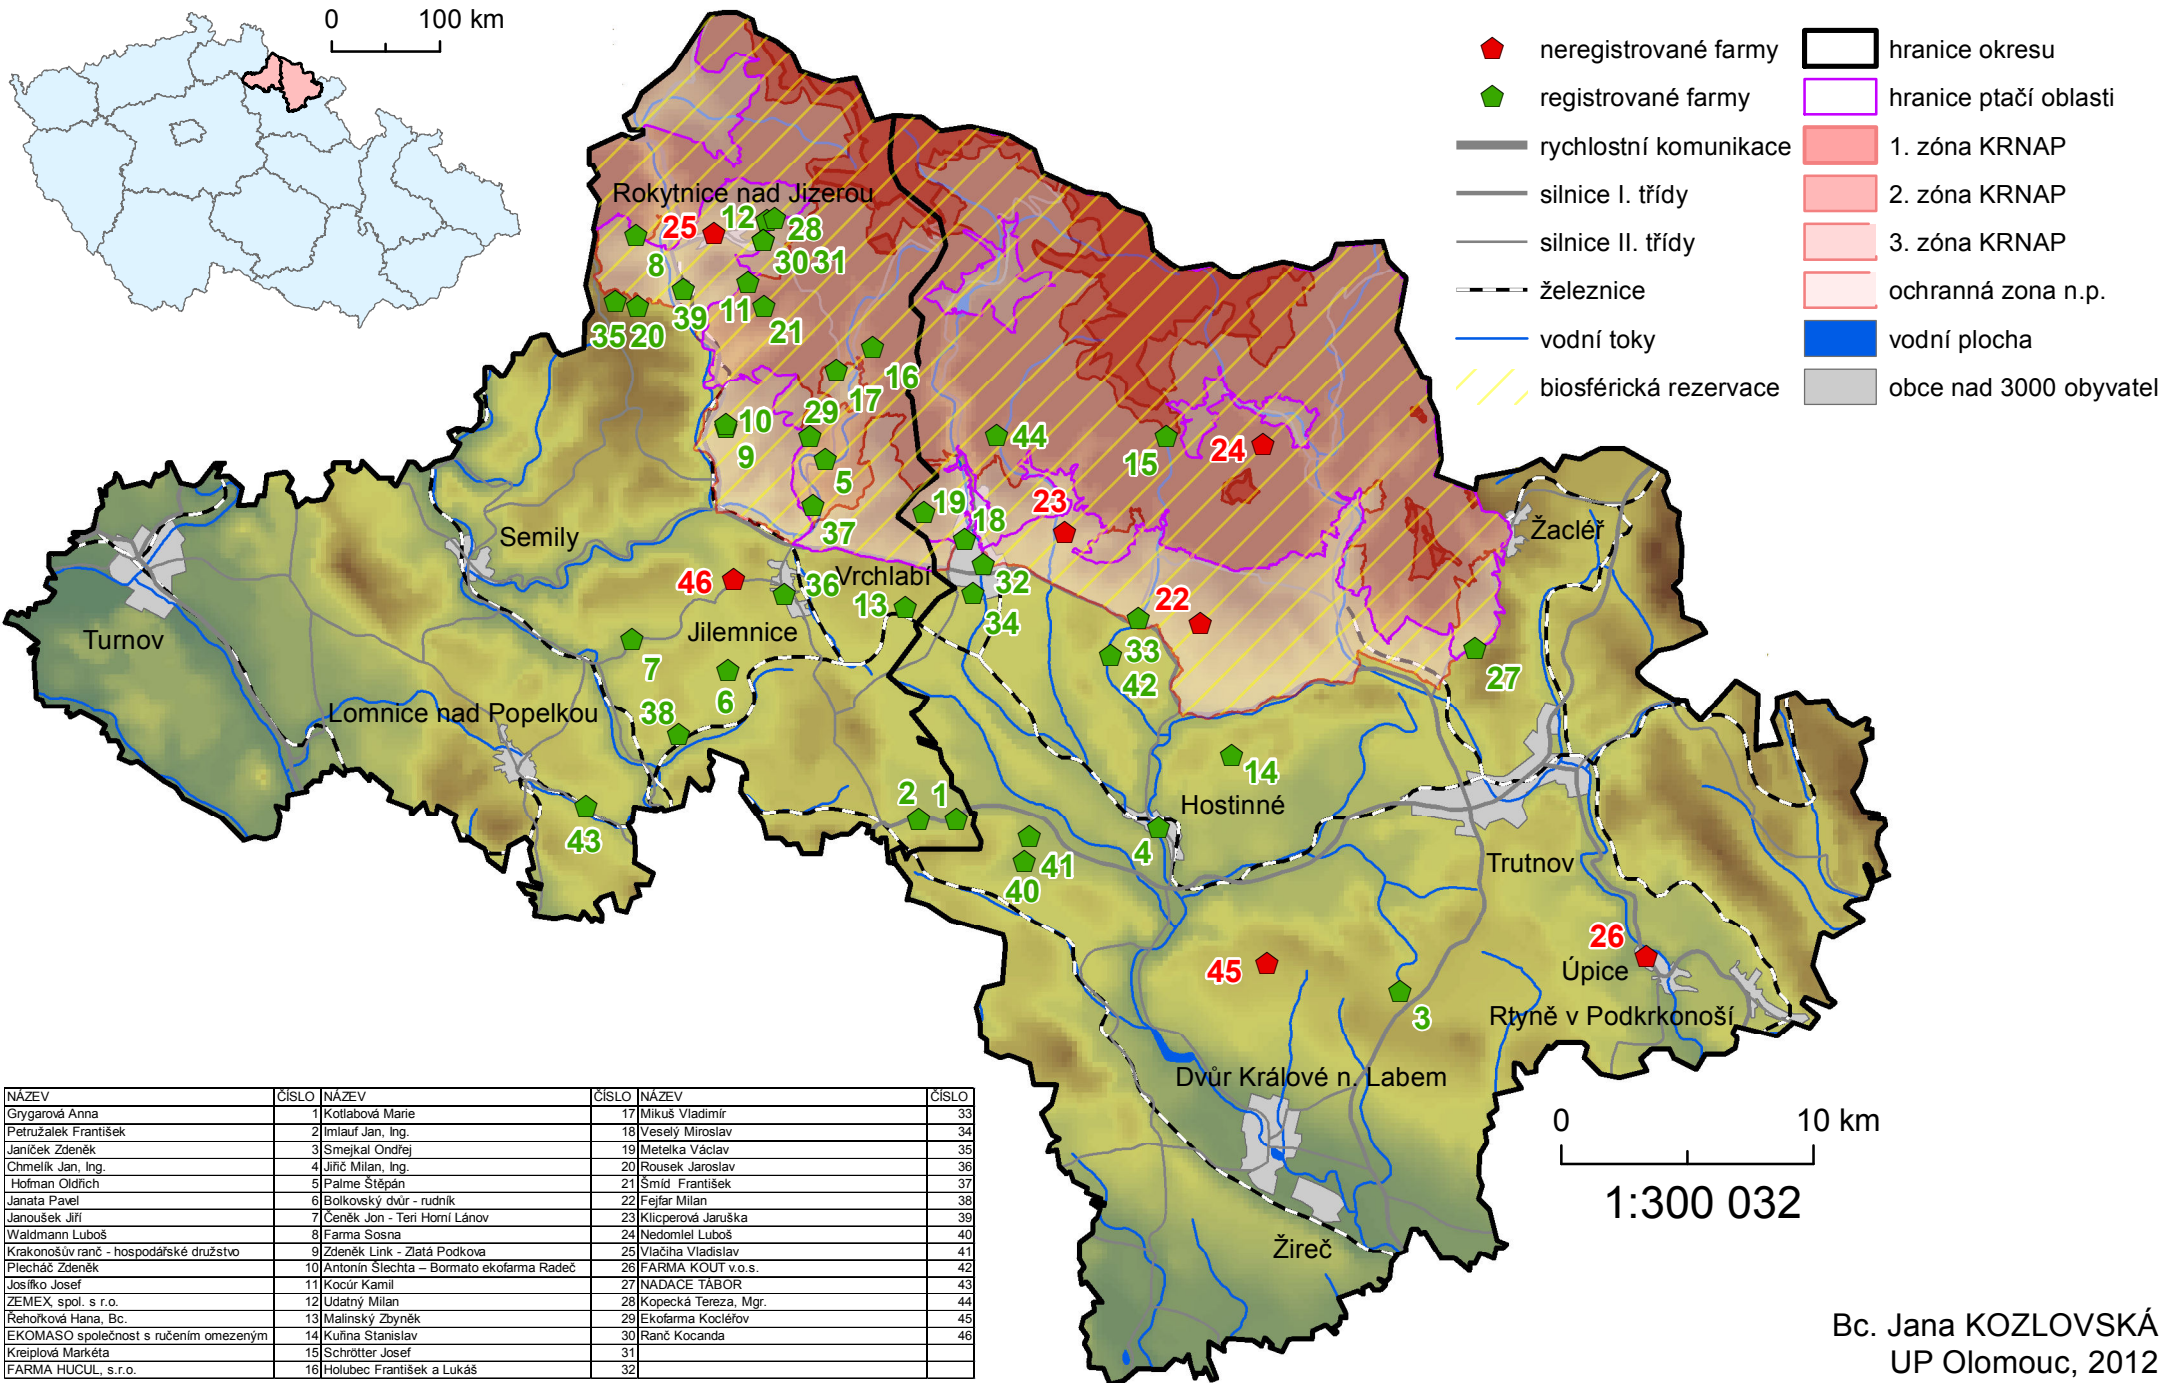 0 100 km
neregistrované farmy
registrované farmy
rychlostní komunikace
silnice I. třídy
silnice II. třídy
železnice
vodní toky
biosférická rezervace
hranice okresu
hranice ptačí oblasti
1. zóna KRNAP
2. zóna KRNAP
3. zóna KRNAP
ochranná zona n.p.
vodní plocha
obce nad 3000 obyvatel
Rokytnice nad Jizerou
25 12 28
8 30 31
35 20 39 11 21
16
17
10 29 44
9 15 24
5
19 23
37 18
Semily
Žacléř
46 36 Vrchlabí 32
13 34 22
Turnov
Jilemnice
7 33
6 42 27
Lomnice nad Popelkou
38
14
2 1 Hostinné
43 4
41 Trutnov
40
26
45 Úpice
3 Rtyně v Podkrkonoší
Dvůr Králové n. Labem
Žireč
0 10 km
1:300 032
NÁZEV ČÍSLO NÁZEV ČÍSLO NÁZEV ČÍSLO
Grygarová Anna 1 Kotlabová Marie 17 Mikuš Vladimír 33
Petružalek František 2 Imlauf Jan, Ing. 18 Veselý Miroslav 34
Janíček Zdeněk 3 Smejkal Ondřej 19 Metelka Václav 35
Chmelík Jan, Ing. 4 Jiřič Milan, Ing. 20 Rousek Jaroslav 36
Hofman Oldřich 5 Palme Štěpán 21 Šmíd František 37
Janata Pavel 6 Bolkovský dvůr - rudník 22 Fejfar Milan 38
Janoušek Jiří 7 Čeněk Jon - Teri Horní Lánov 23 Klicperová Jaruška 39
Waldmann Luboš 8 Farma Sosna 24 Nedomlel Luboš 40
Krakonošův ranč - hospodářské družstvo 9 Zdeněk Link - Zlatá Podkova 25 Vlačiha Vladislav 41
Plecháč Zdeněk 10 Antonín Šlechta – Bormato ekofarma Radeč 26 FARMA KOUT v.o.s. 42
Josífko Josef 11 Kocúr Kamil 27 NADACE TÁBOR 43
ZEMEX, spol. s r.o. 12 Udatný Milan 28 Kopecká Tereza, Mgr. 44
Řehořková Hana, Bc. 13 Malinský Zbyněk 29 Ekofarma Kocléřov 45
EKOMASO společnost s ručením omezeným 14 Kuřina Stanislav 30 Ranč Kocanda 46
Kreiplová Markéta 15 Schrötter Josef 31
FARMA HUCUL, s.r.o. 16 Holubec František a Lukáš 32
Bc. Jana KOZLOVSKÁ
UP Olomouc, 2012